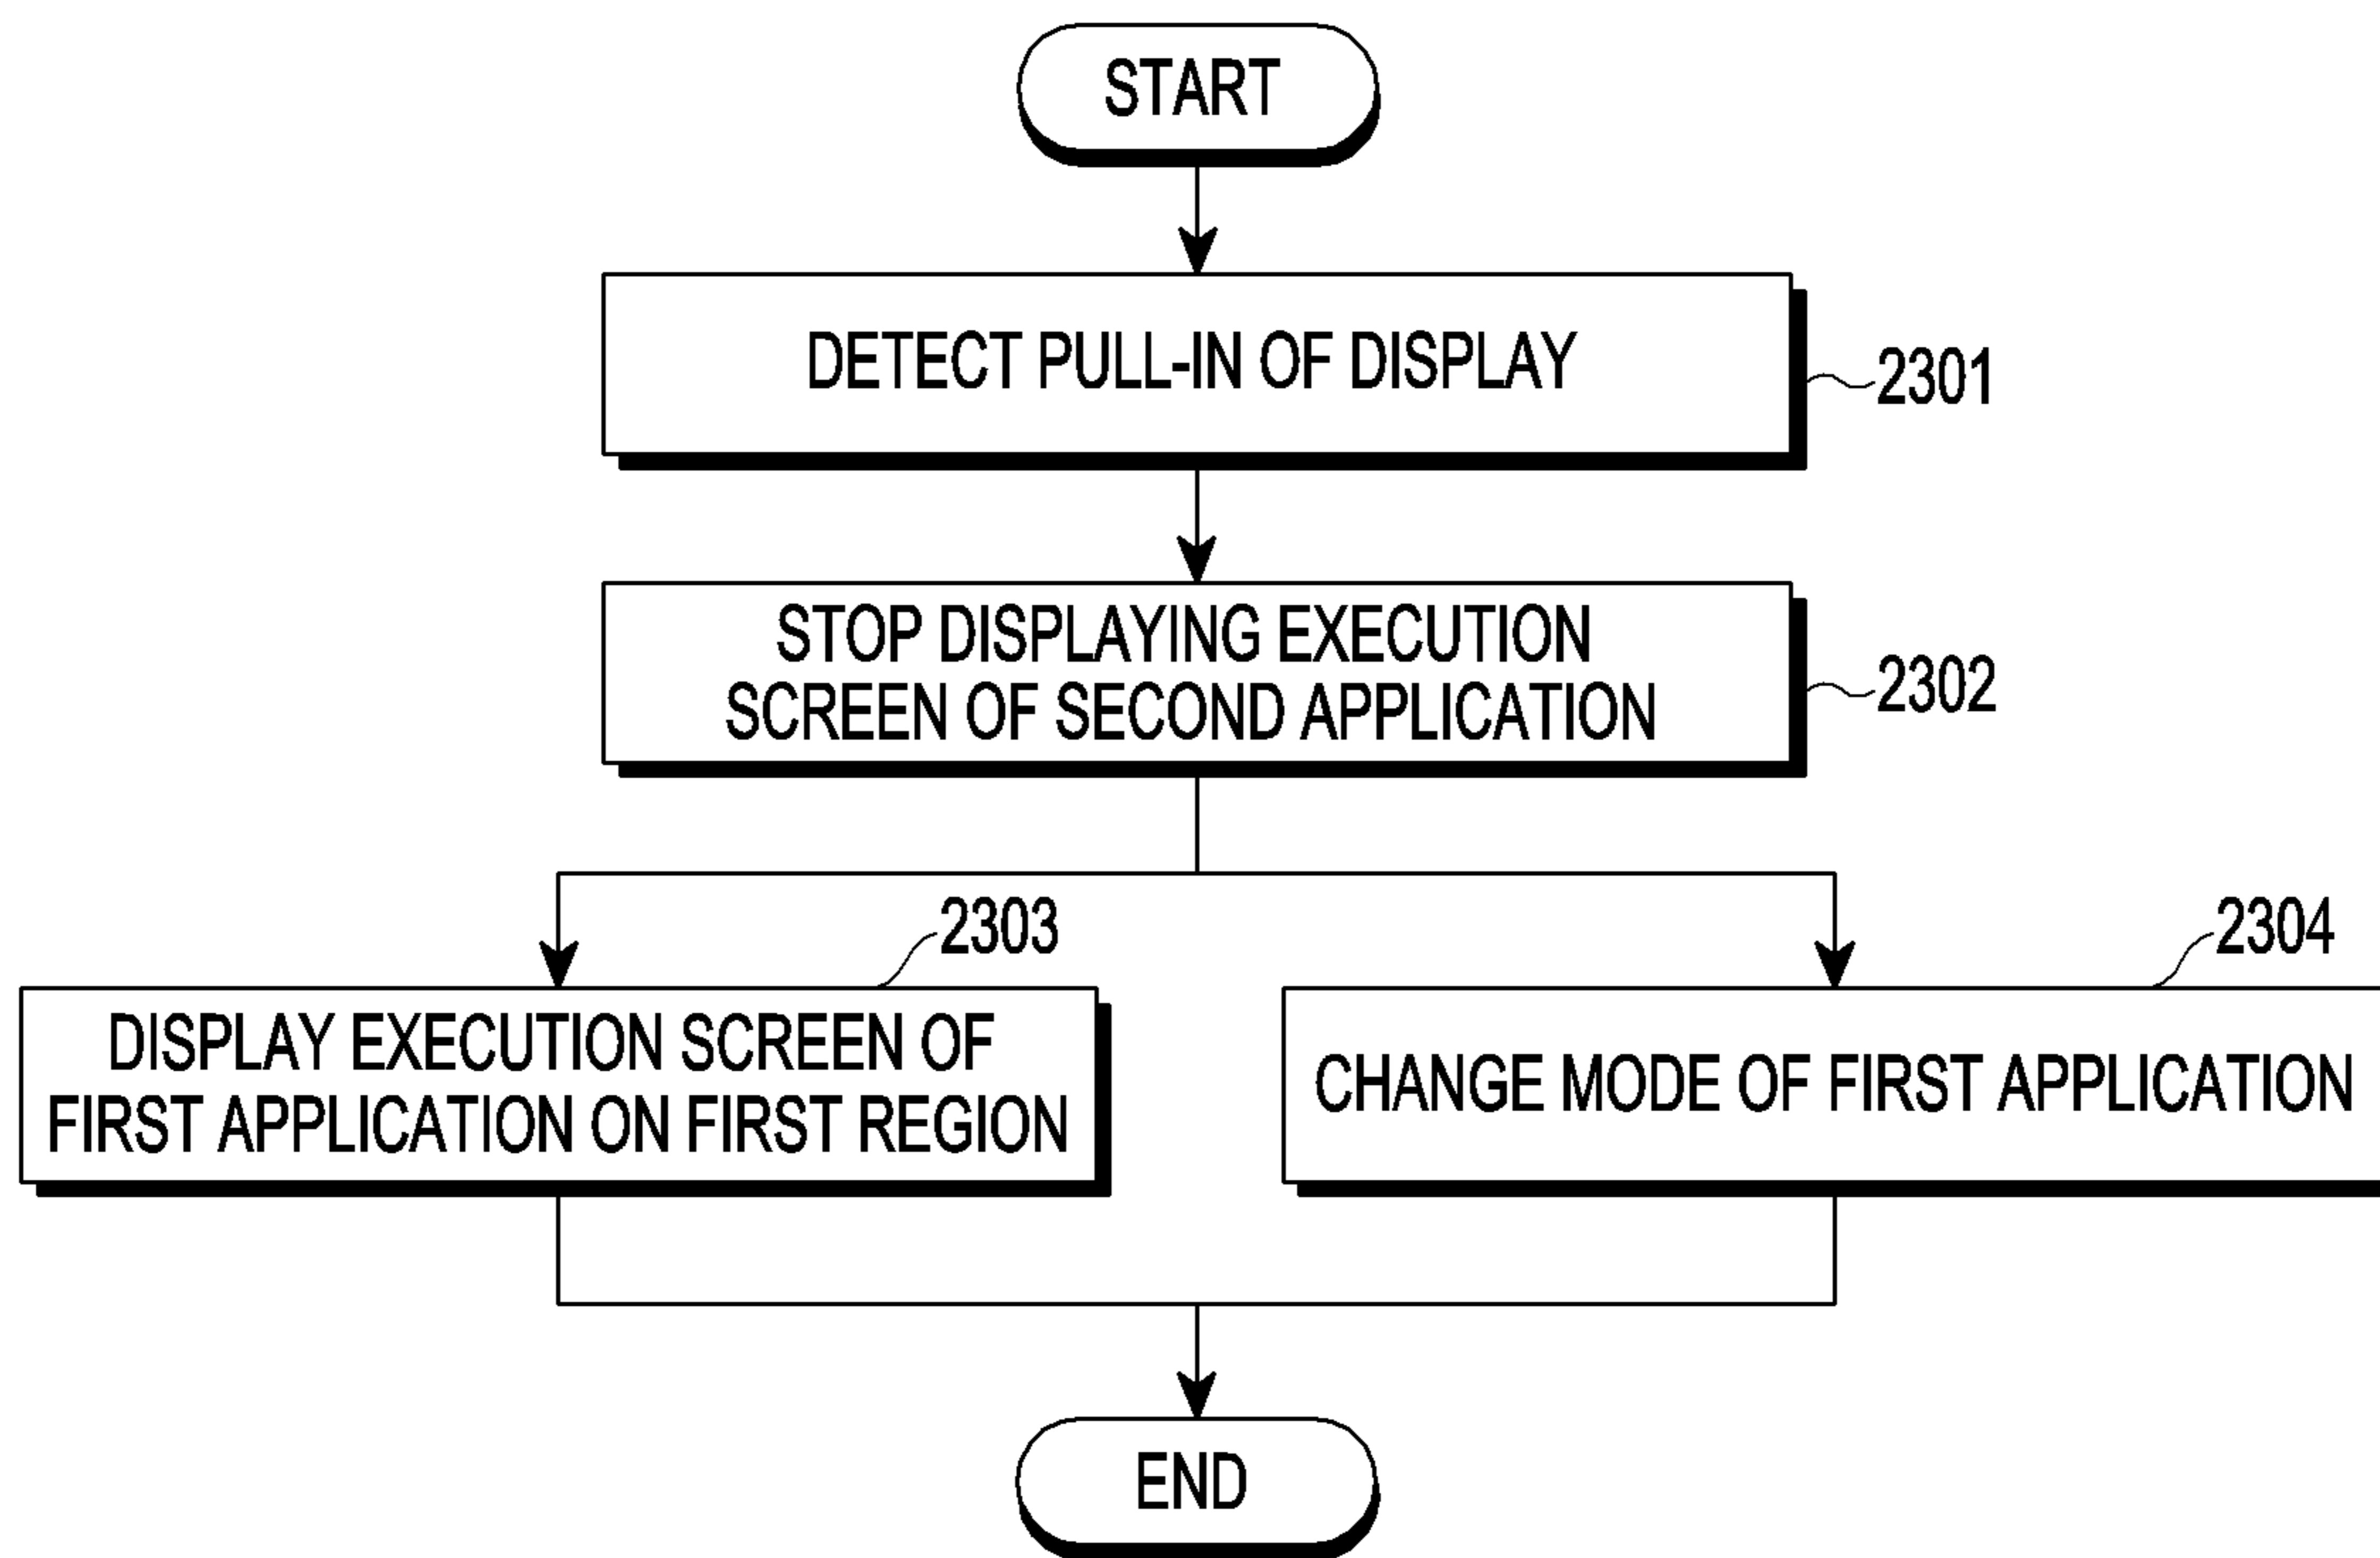 START
DETECT PULL-IN OF DISPLAY
2301
STOP DISPLAYING EXECUTION
SCREEN OF SECOND APPLICATION
2302
2303
DISPLAY EXECUTION SCREEN OF
FIRST APPLICATION ON FIRST REGION
2304
CHANGE MODE OF FIRST APPLICATION
END